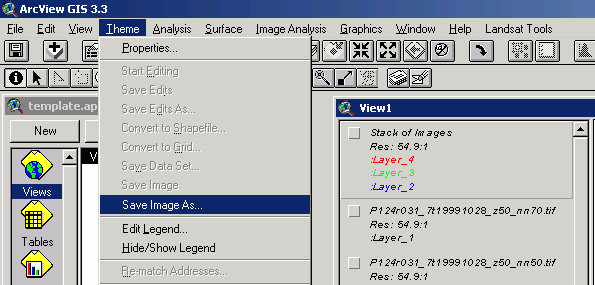 ArcView GIS 3.3
File Edit View Theme Analysis Surface Graphics Image Analysis Window Help Landsat Tools
Properties...
Start Editing
Save Edits
Save Edits As...
Convert to Shapefile...
Convert to Grid...
Save Data Set...
Save Image
Save Image As...
Edit Legend...
Hide/Show Legend
Re-match Addresses...
template.ap
New
V
Views
Tables
View1
Stack of Images
Res: 54.9:1
:Layer_4
:Layer_3
:Layer_2
P124r031_7t19991028_z50_nn70.tif
Res: 54.9:1
:Layer_1
P124r031_7t19991028_z50_nn50.tif
Res: 54.9:1